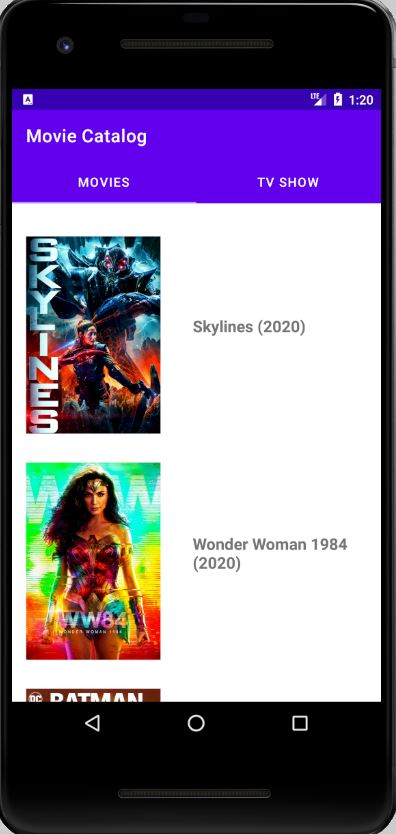 LTE
A
1:20
Movie Catalog
MOVIES
TV SHOW
SKYLINES
Skylines (2020)
WW84
WONDER WOMAN 1984
Wonder Woman 1984
(2020)
DC
BATMAN